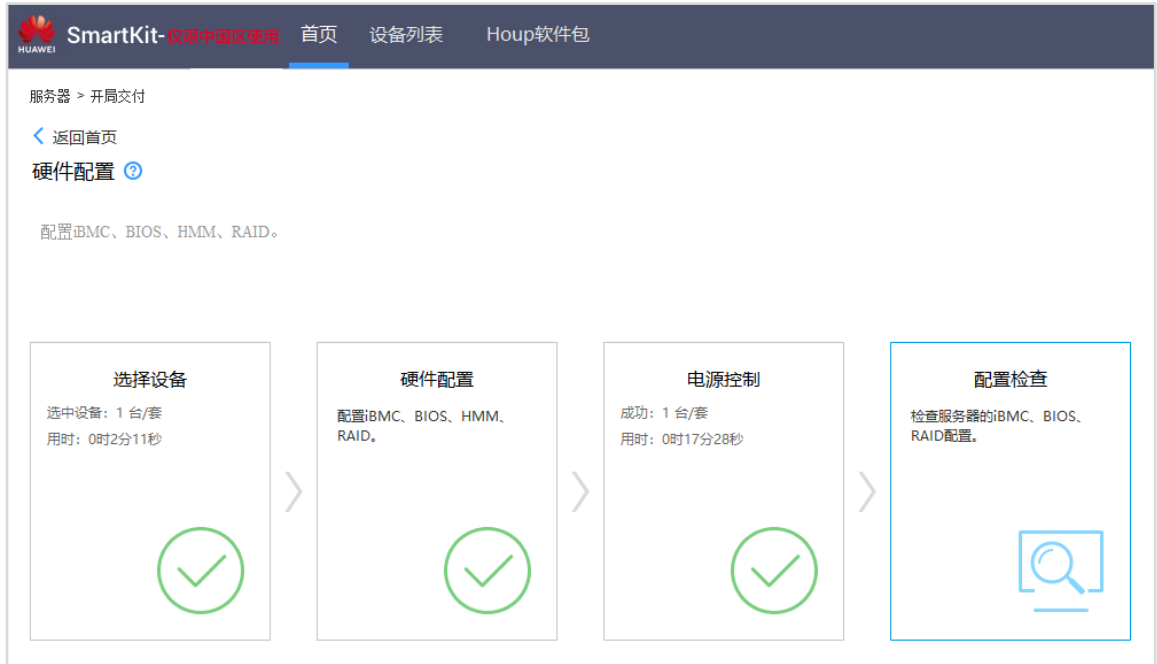 HUAWEI
SmartKit-仅限中国区使用 首页 设备列表 Houp软件包
服务器 > 开局交付
返回首页
硬件配置 ?
配置iBMC、BIOS、HMM、RAID。
选择设备
选中设备：1 台/套
用时：0时2分11秒
硬件配置
配置iBMC、BIOS、HMM、
RAID。
电源控制
成功：1 台/套
用时：0时17分28秒
配置检查
检查服务器的iBMC、BIOS、
RAID配置。